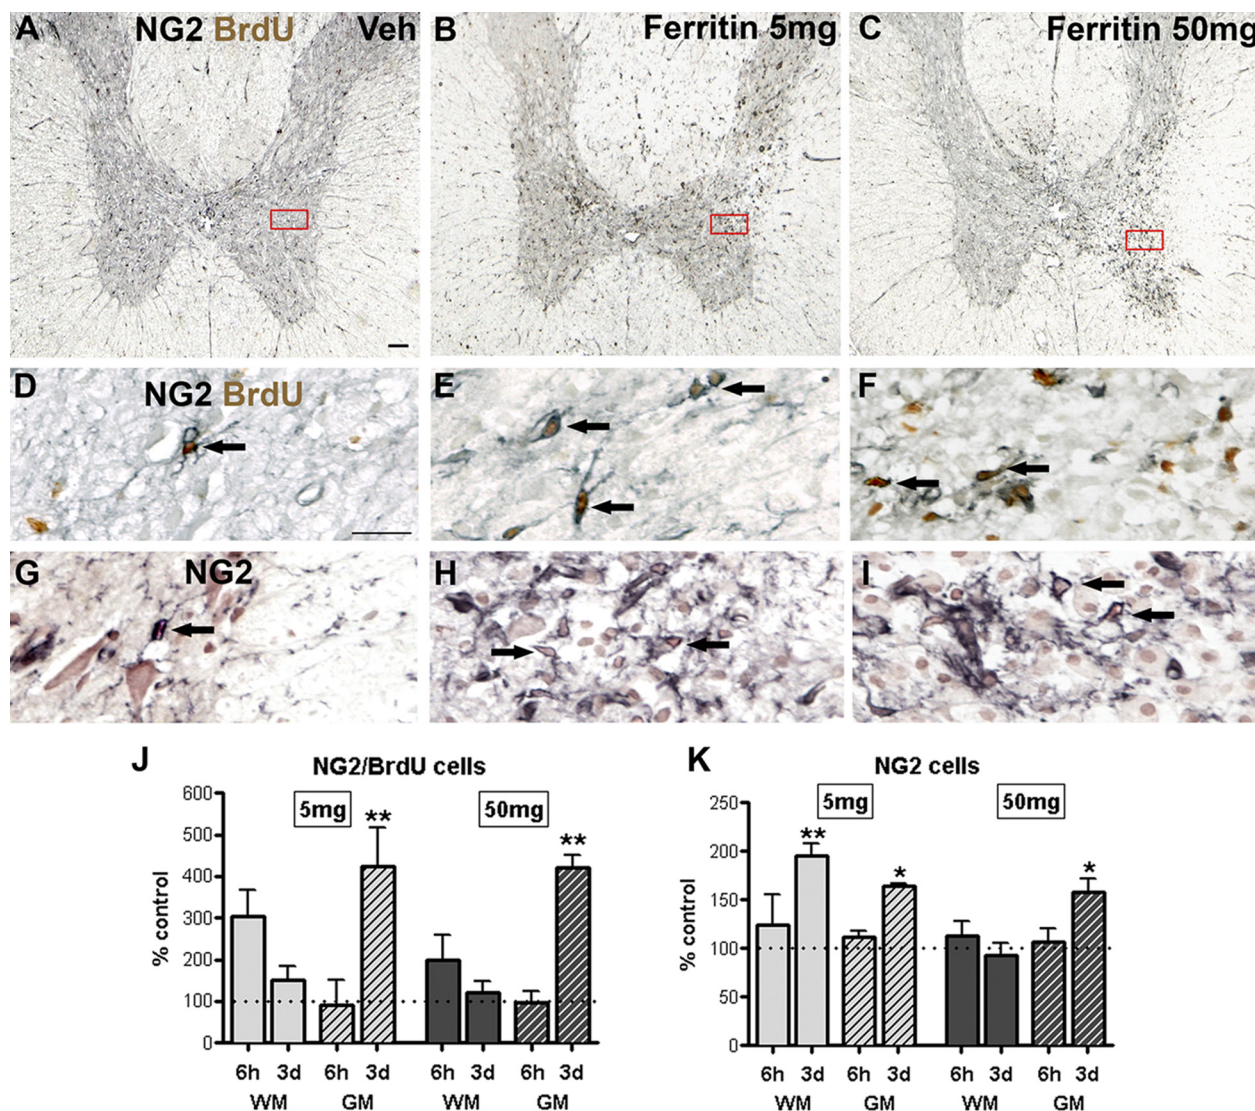 A NG2 BrdU Veh
B Ferritin 5mg
C Ferritin 50mg
D NG2 BrdU
E
F
G NG2
H
I
J NG2/BrdU cells
5mg 50mg
% control
600
500
400
300
200
100
0
** **
6h 3d 6h 3d 6h 3d 6h 3d
WM GM WM GM
K NG2 cells
5mg 50mg
% control
250
200
150
100
50
0
** * *
6h 3d 6h 3d 6h 3d 6h 3d
WM GM WM GM